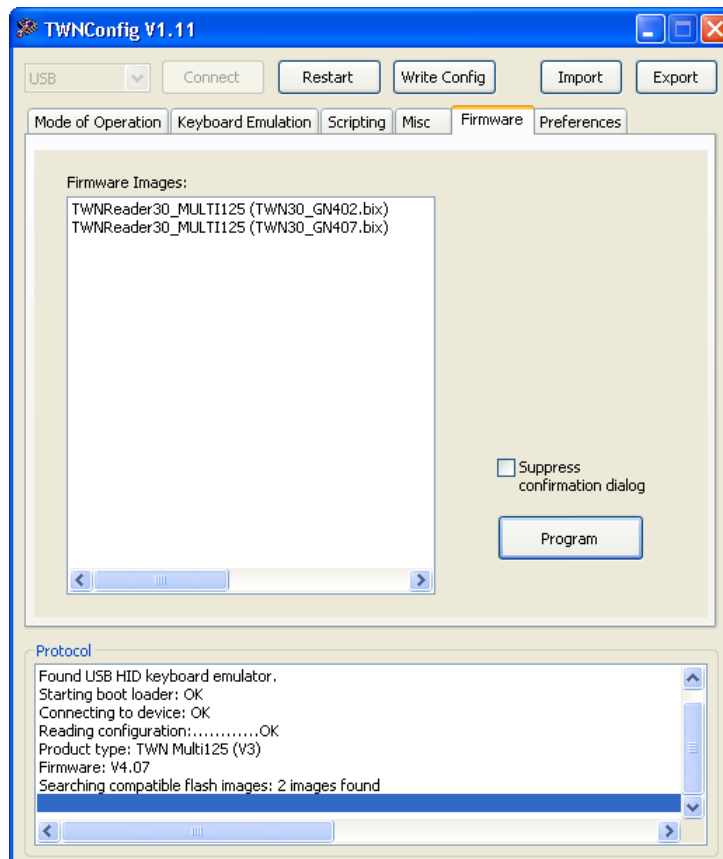 TWNConfig V1.11
USB
Connect
Restart
Write Config
Import
Export
Mode of Operation
Keyboard Emulation
Scripting
Misc
Firmware
Preferences
Firmware Images:
TWNReader30_MULTI125 (TWN30_GN402.bix)
TWNReader30_MULTI125 (TWN30_GN407.bix)
Suppress
confirmation dialog
Program
Protocol
Found USB HID keyboard emulator.
Starting boot loader: OK
Connecting to device: OK
Reading configuration:............OK
Product type: TWN Multi125 (V3)
Firmware: V4.07
Searching compatible flash images: 2 images found